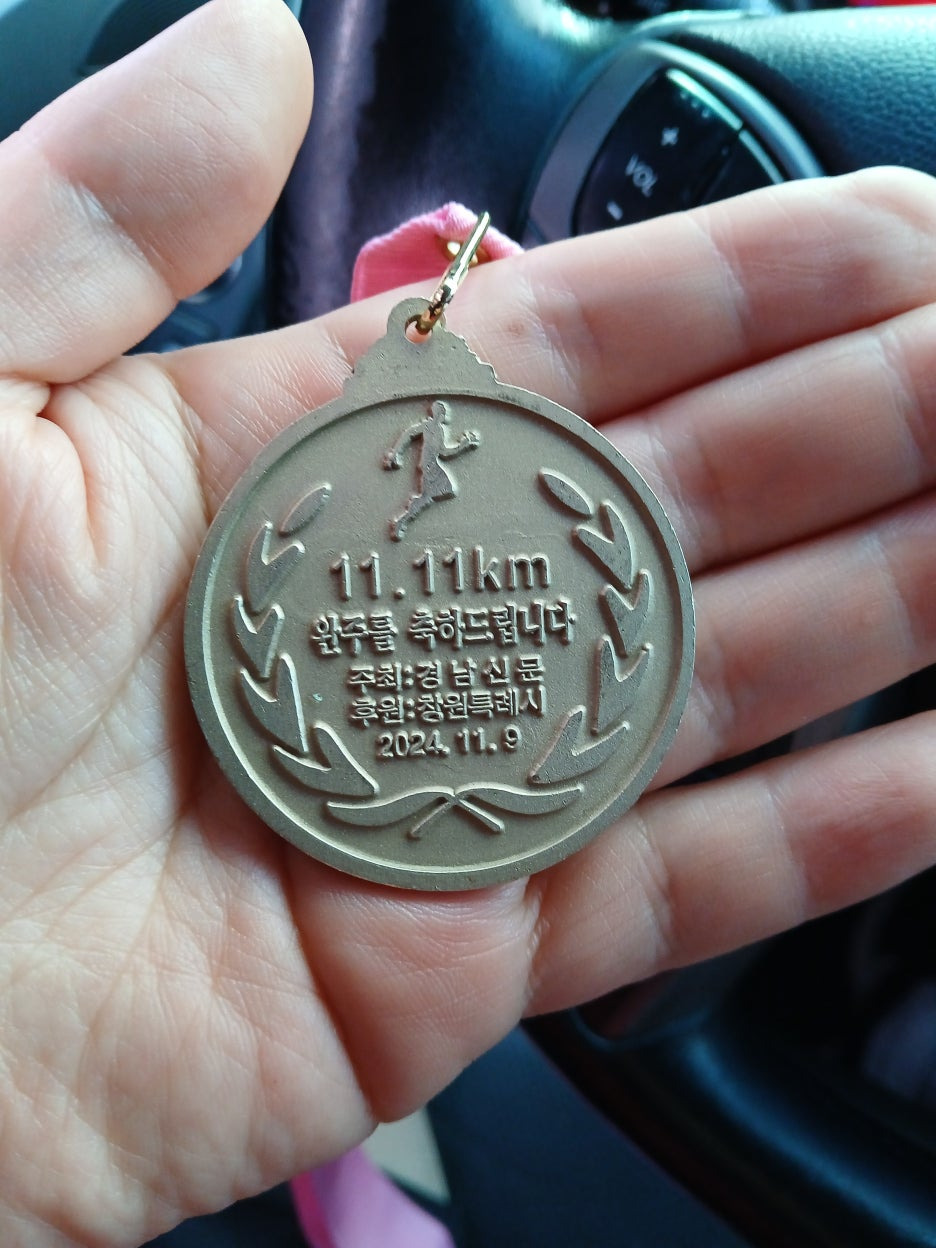 +
VOL
-
11.11km
완주를 축하드립니다
주최:경남신문
후원:창원특례시
2024.11.9